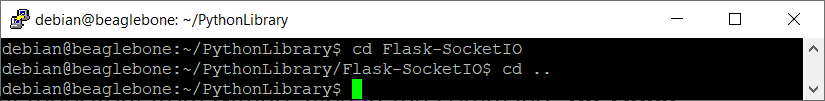 debian@beaglebone: ~/PythonLibrary
debian@beaglebone:~/PythonLibrary$ cd Flask-SocketIO
debian@beaglebone:~/PythonLibrary/Flask-SocketIO$ cd ..
debian@beaglebone:~/PythonLibrary$